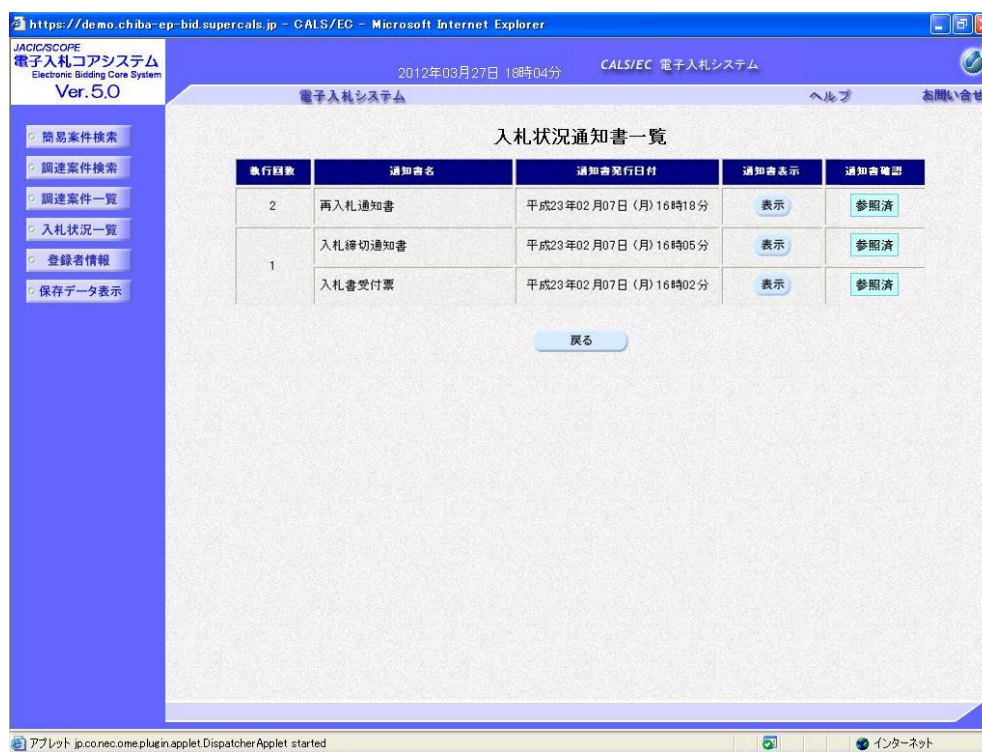 https://demo.chiba-ep-bid.supercals.jp - CALS/EC - Microsoft Internet Explorer
JACIC/SCOPE
電子入札コアシステム
Electronic Bidding Core System
Ver.5.0
2012年03月27日 18時04分
CALS/EC 電子入札システム
電子入札システム
ヘルプ
お問い合せ
簡易案件検索
調達案件検索
調達案件一覧
入札状況一覧
登録者情報
保存データ表示
入札状況通知書一覧
執行回数 通知書名 通知書発行日付 通知書表示 通知書確認
2 再入札通知書 平成23年02月07日 (月) 16時18分 表示 参照済
1 入札締切通知書 平成23年02月07日 (月) 16時05分 表示 参照済
入札書受付票 平成23年02月07日 (月) 16時02分 表示 参照済
戻る
アプレット jp.co.nec.ome.plugin.applet.DispatcherApplet started
インターネット